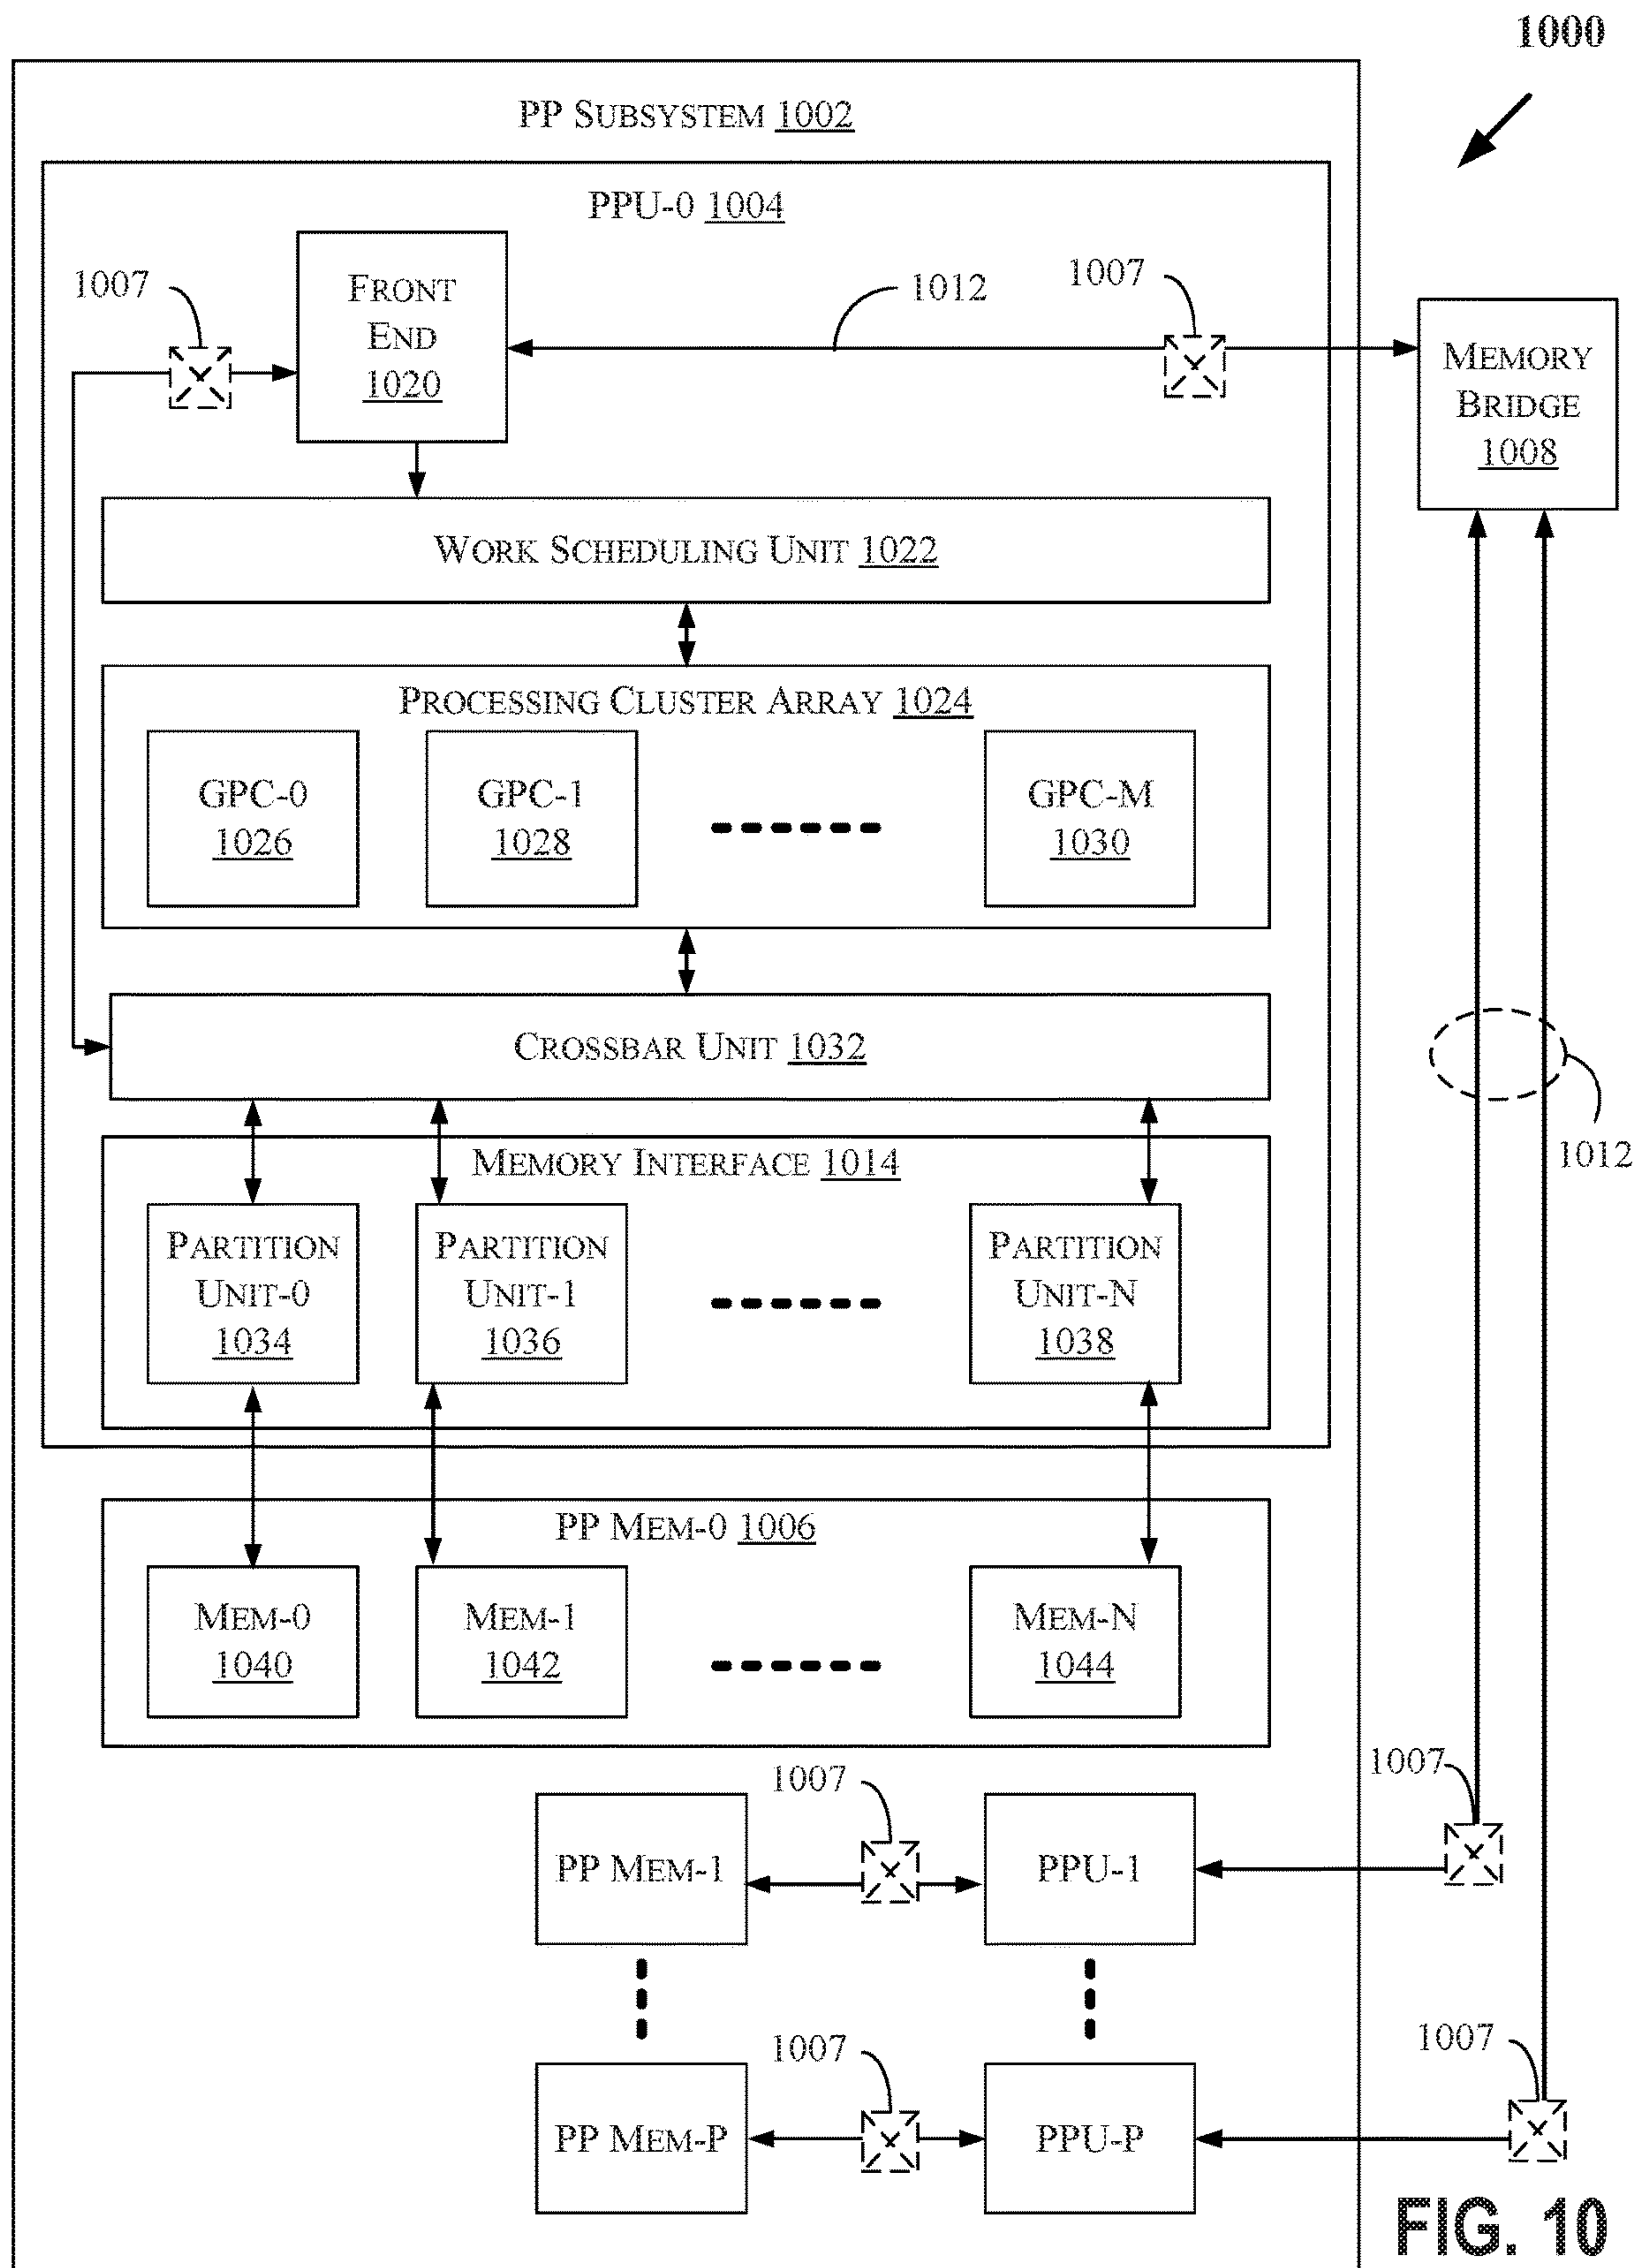 1000
PP SUBSYSTEM 1002
PPU-0 1004
1007
FRONT
END
1020
1012
1007
MEMORY
BRIDGE
1008
WORK SCHEDULING UNIT 1022
PROCESSING CLUSTER ARRAY 1024
GPC-0
1026
GPC-1
1028
GPC-M
1030
CROSSBAR UNIT 1032
1012
MEMORY INTERFACE 1014
PARTITION
UNIT-0
1034
PARTITION
UNIT-1
1036
PARTITION
UNIT-N
1038
PP MEM-0 1006
MEM-0
1040
MEM-1
1042
MEM-N
1044
1007
1007
PP MEM-1
PPU-1
1007
1007
PP MEM-P
PPU-P
FIG. 10